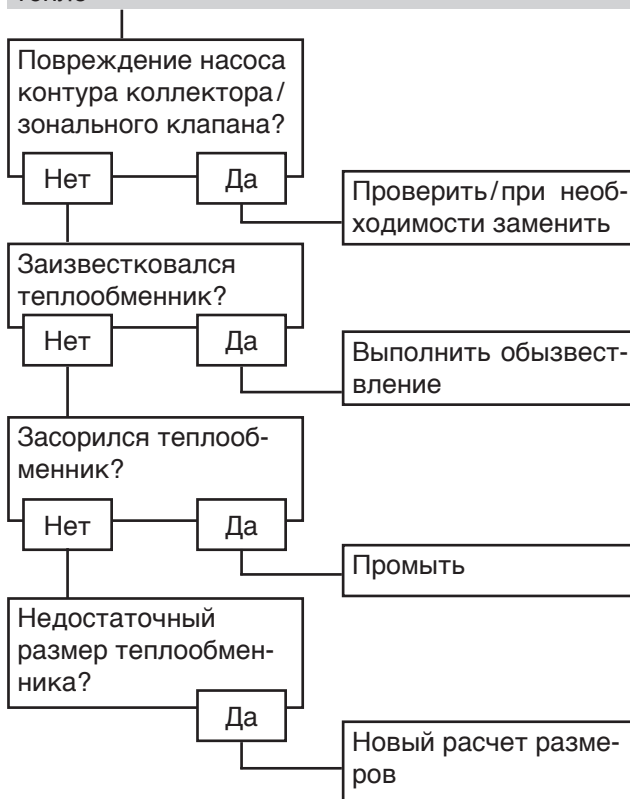 Повреждение насоса
контура коллектора/
зонального клапана?
Нет
Да
Проверить/при необ-
ходимости заменить
Заизвестковался
теплообменник?
Нет
Да
Выполнить обызвест-
вление
Засорился теплооб-
менник?
Нет
Да
Промыть
Недостаточный
размер теплообмен-
ника?
Да
Новый расчет разме-
ров